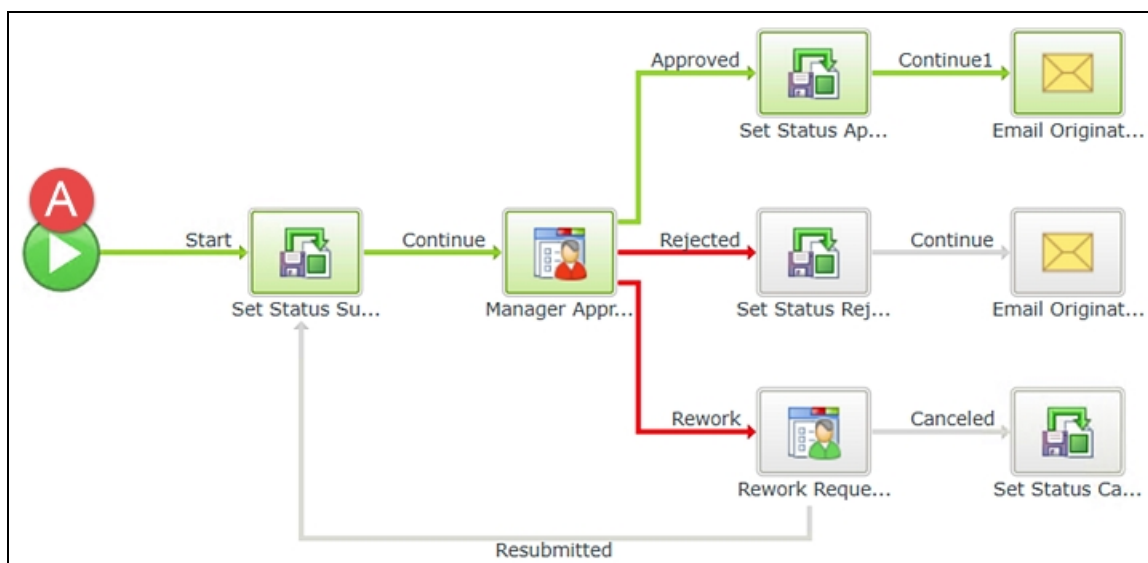 Approved
Continue1
Set Status Ap...
Email Originat...
A
Start
Continue
Rejected
Continue
Set Status Su...
Manager Appr...
Set Status Rej...
Email Originat...
Rework
Canceled
Rework Reque...
Set Status Ca...
Resubmitted